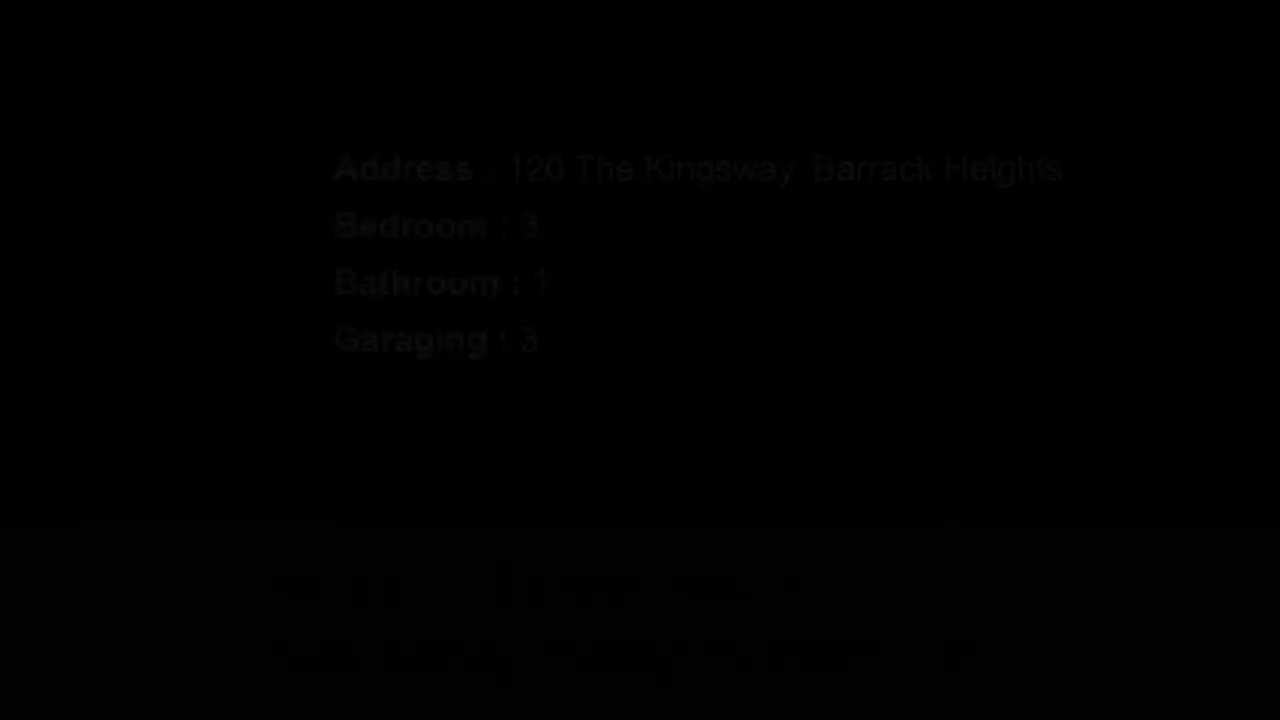 Address : 120 The Kingsway, Barrack Heights
Bedroom : 3
Bathroom : 1
Garaging : 3